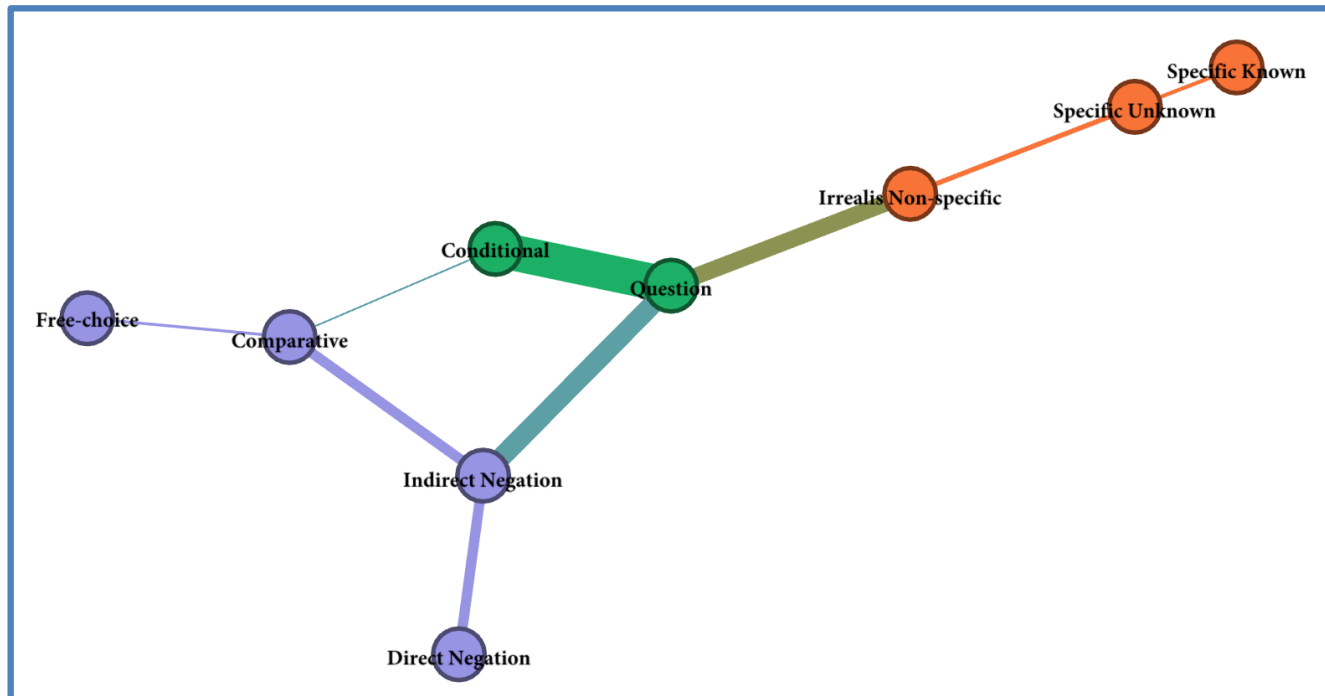 Specific Known
Specific Unknown
Irrealis Non-specific
Conditional
Question
Free-choice
Comparative
Indirect Negation
Direct Negation